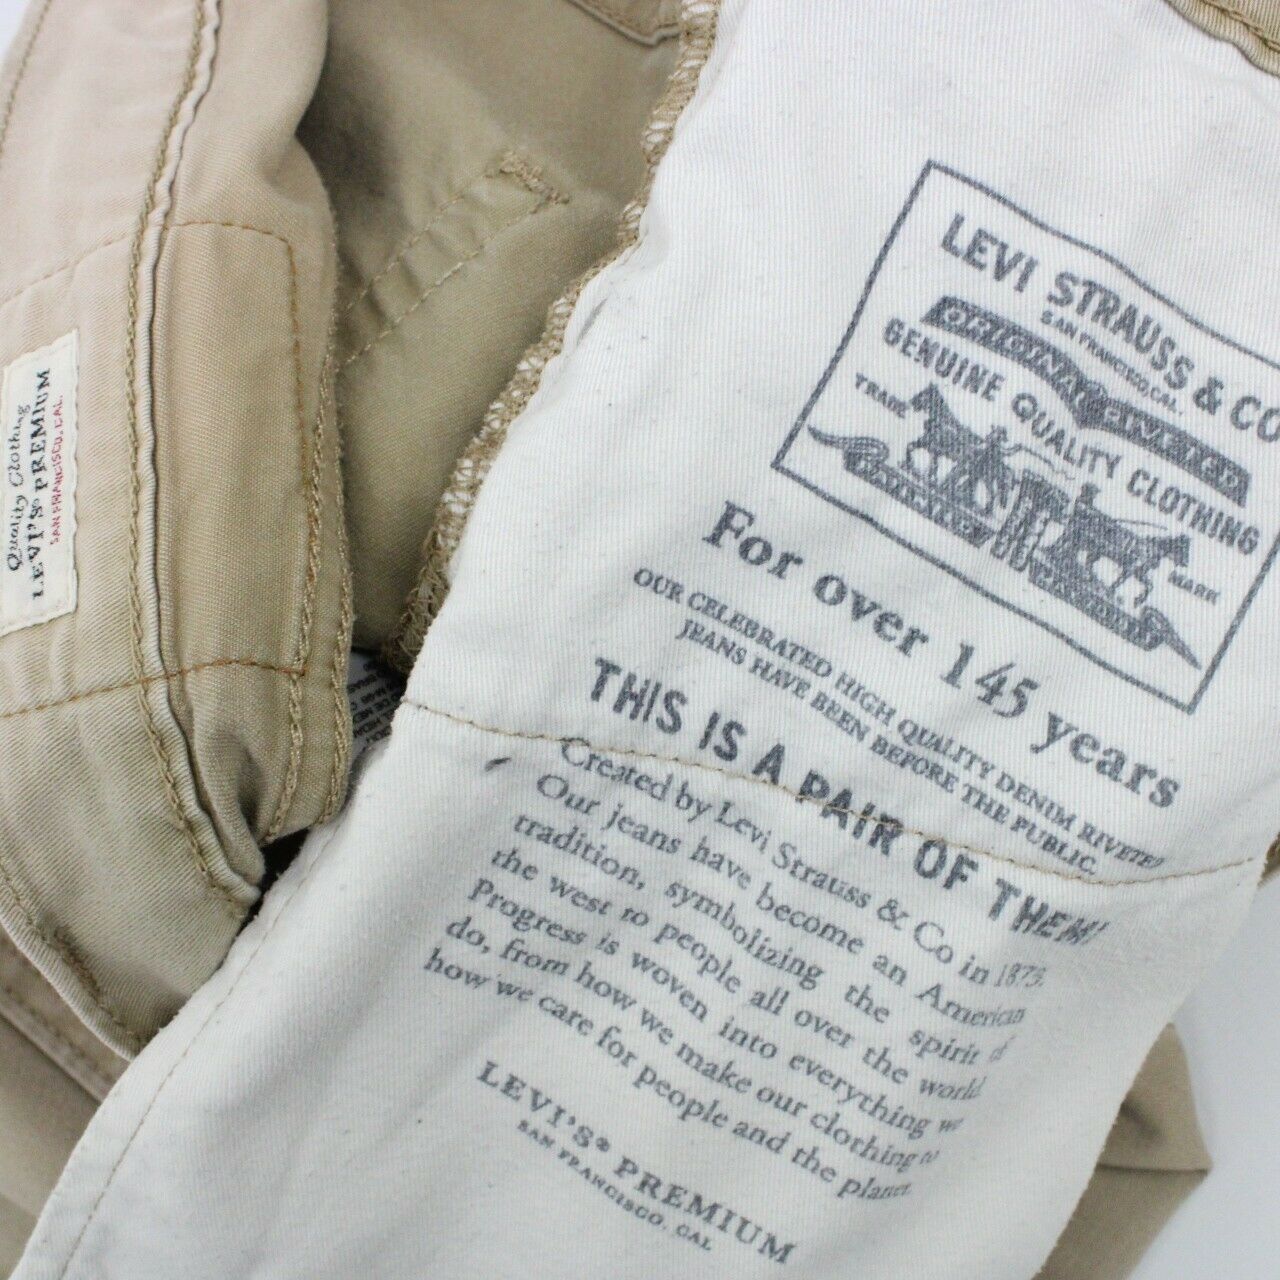 Quality Clothing
LEVI'S® PREMIUM
SAN FRANCISCO, CAL.
LEVI STRAUSS & CO
SAN FRANCISCO, CAL.
ORIGINAL RIVETED
GENUINE QUALITY CLOTHING
TRADE MARK
For over 145 years
OUR CELEBRATED HIGH QUALITY DENIM RIVETED
JEANS HAVE BEEN BEFORE THE PUBLIC.
THIS IS A PAIR OF THEM!
Created by Levi Strauss & Co in 1873.
Our jeans have become an American
tradition, symbolizing the spirit of
the west to people all over the world.
Progress is woven into everything we
do, from how we make our clothing to
how we care for people and the planet.
LEVI'S® PREMIUM
SAN FRANCISCO, CAL